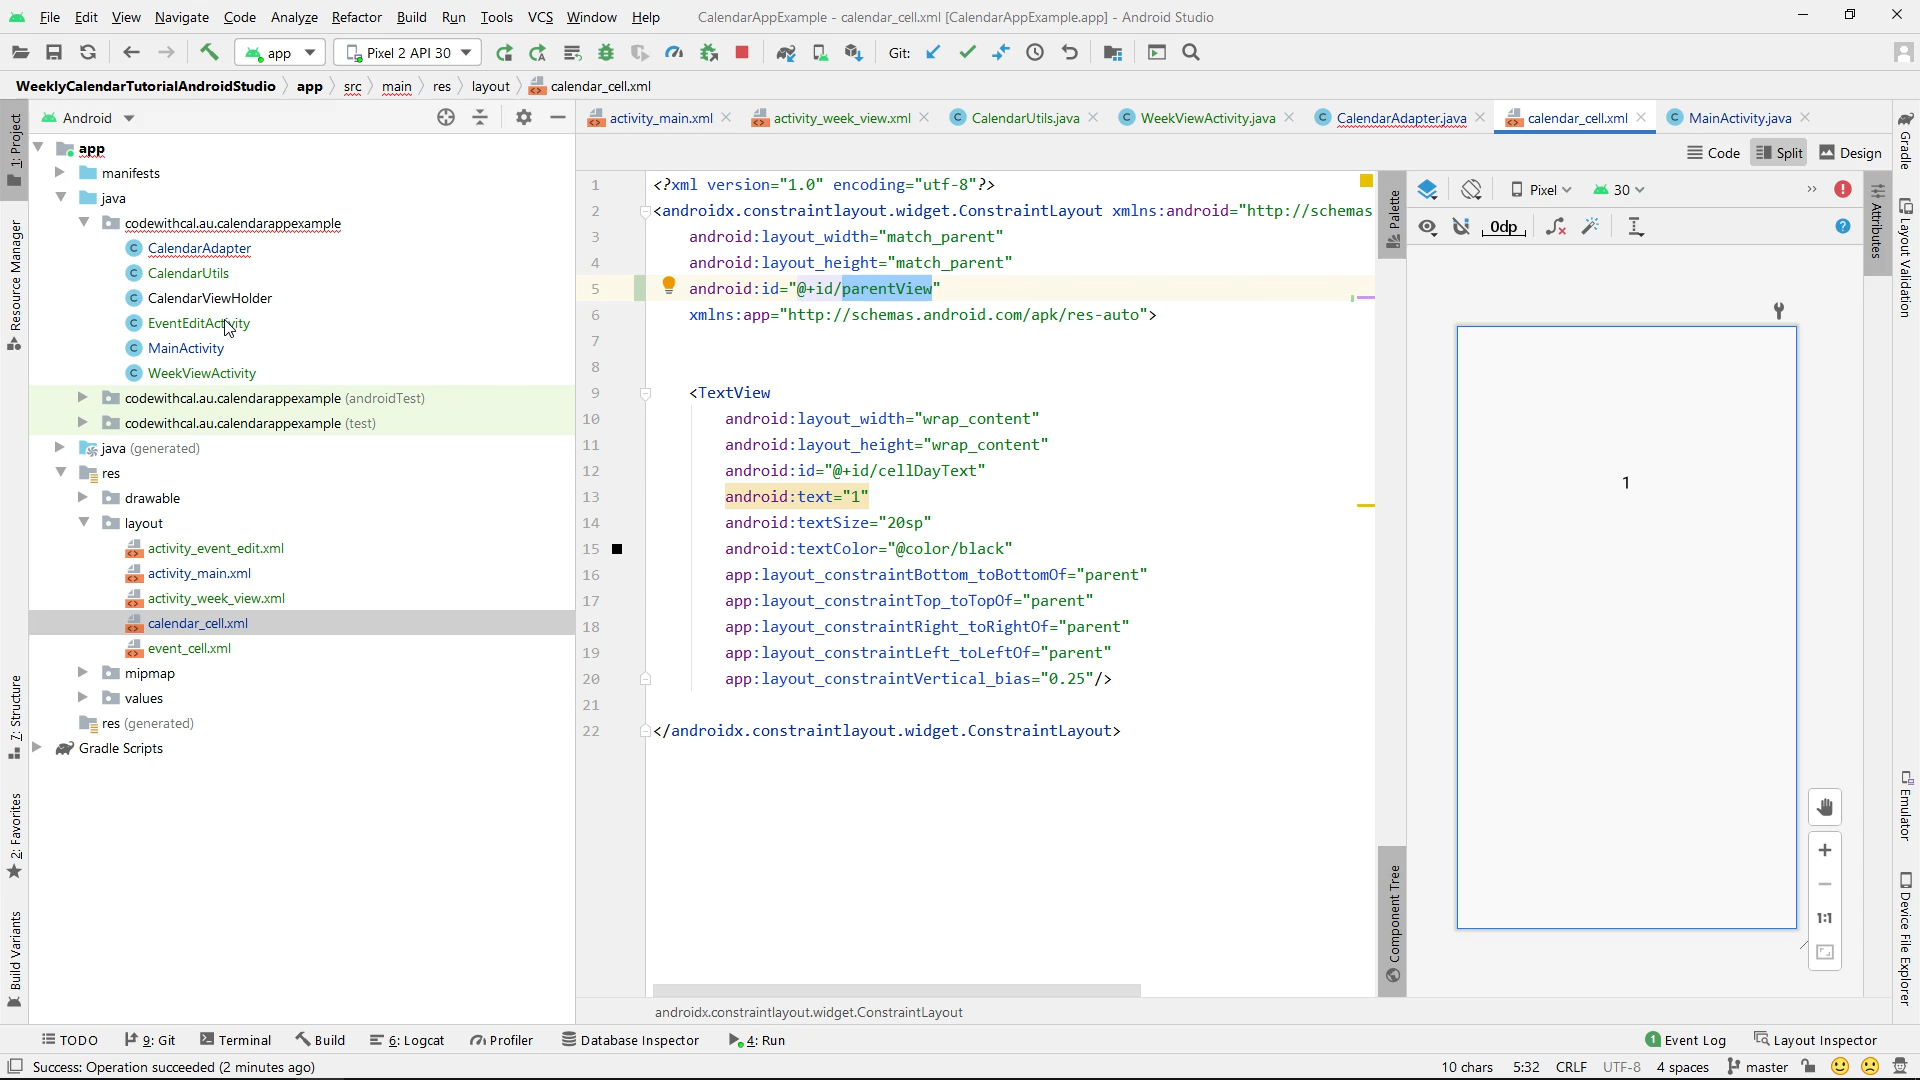 File Edit View Navigate Code Analyze Refactor Build Run Tools VCS Window Help CalendarAppExample - calendar_cell.xml [CalendarAppExample.app] - Android Studio
app Pixel 2 API 30 Git:
WeeklyCalendarTutorialAndroidStudio app src main res layout calendar_cell.xml
Android
activity_main.xml activity_week_view.xml CalendarUtils.java WeekViewActivity.java CalendarAdapter.java calendar_cell.xml MainActivity.java
Code Split Design
1: Project
Resource Manager
7: Structure
2: Favorites
Build Variants
app
manifests
java
codewithcal.au.calendarappexample
CalendarAdapter
CalendarUtils
CalendarViewHolder
EventEditActivity
MainActivity
WeekViewActivity
codewithcal.au.calendarappexample (androidTest)
codewithcal.au.calendarappexample (test)
java (generated)
res
drawable
layout
activity_event_edit.xml
activity_main.xml
activity_week_view.xml
calendar_cell.xml
event_cell.xml
mipmap
values
res (generated)
Gradle Scripts
1 <?xml version="1.0" encoding="utf-8"?>
2 <androidx.constraintlayout.widget.ConstraintLayout xmlns:android="http://schemas
3 android:layout_width="match_parent"
4 android:layout_height="match_parent"
5 android:id="@+id/parentView"
6 xmlns:app="http://schemas.android.com/apk/res-auto">
7
8
9 <TextView
10 android:layout_width="wrap_content"
11 android:layout_height="wrap_content"
12 android:id="@+id/cellDayText"
13 android:text="1"
14 android:textSize="20sp"
15 android:textColor="@color/black"
16 app:layout_constraintBottom_toBottomOf="parent"
17 app:layout_constraintTop_toTopOf="parent"
18 app:layout_constraintRight_toRightOf="parent"
19 app:layout_constraintLeft_toLeftOf="parent"
20 app:layout_constraintVertical_bias="0.25"/>
21
22 </androidx.constraintlayout.widget.ConstraintLayout>
androidx.constraintlayout.widget.ConstraintLayout
Palette
Component Tree
Pixel 30
0dp
1
1:1
Attributes
Gradle
Layout Validation
Emulator
Device File Explorer
TODO 9: Git Terminal Build 6: Logcat Profiler Database Inspector 4: Run 1 Event Log Layout Inspector
Success: Operation succeeded (2 minutes ago) 10 chars 5:32 CRLF UTF-8 4 spaces master